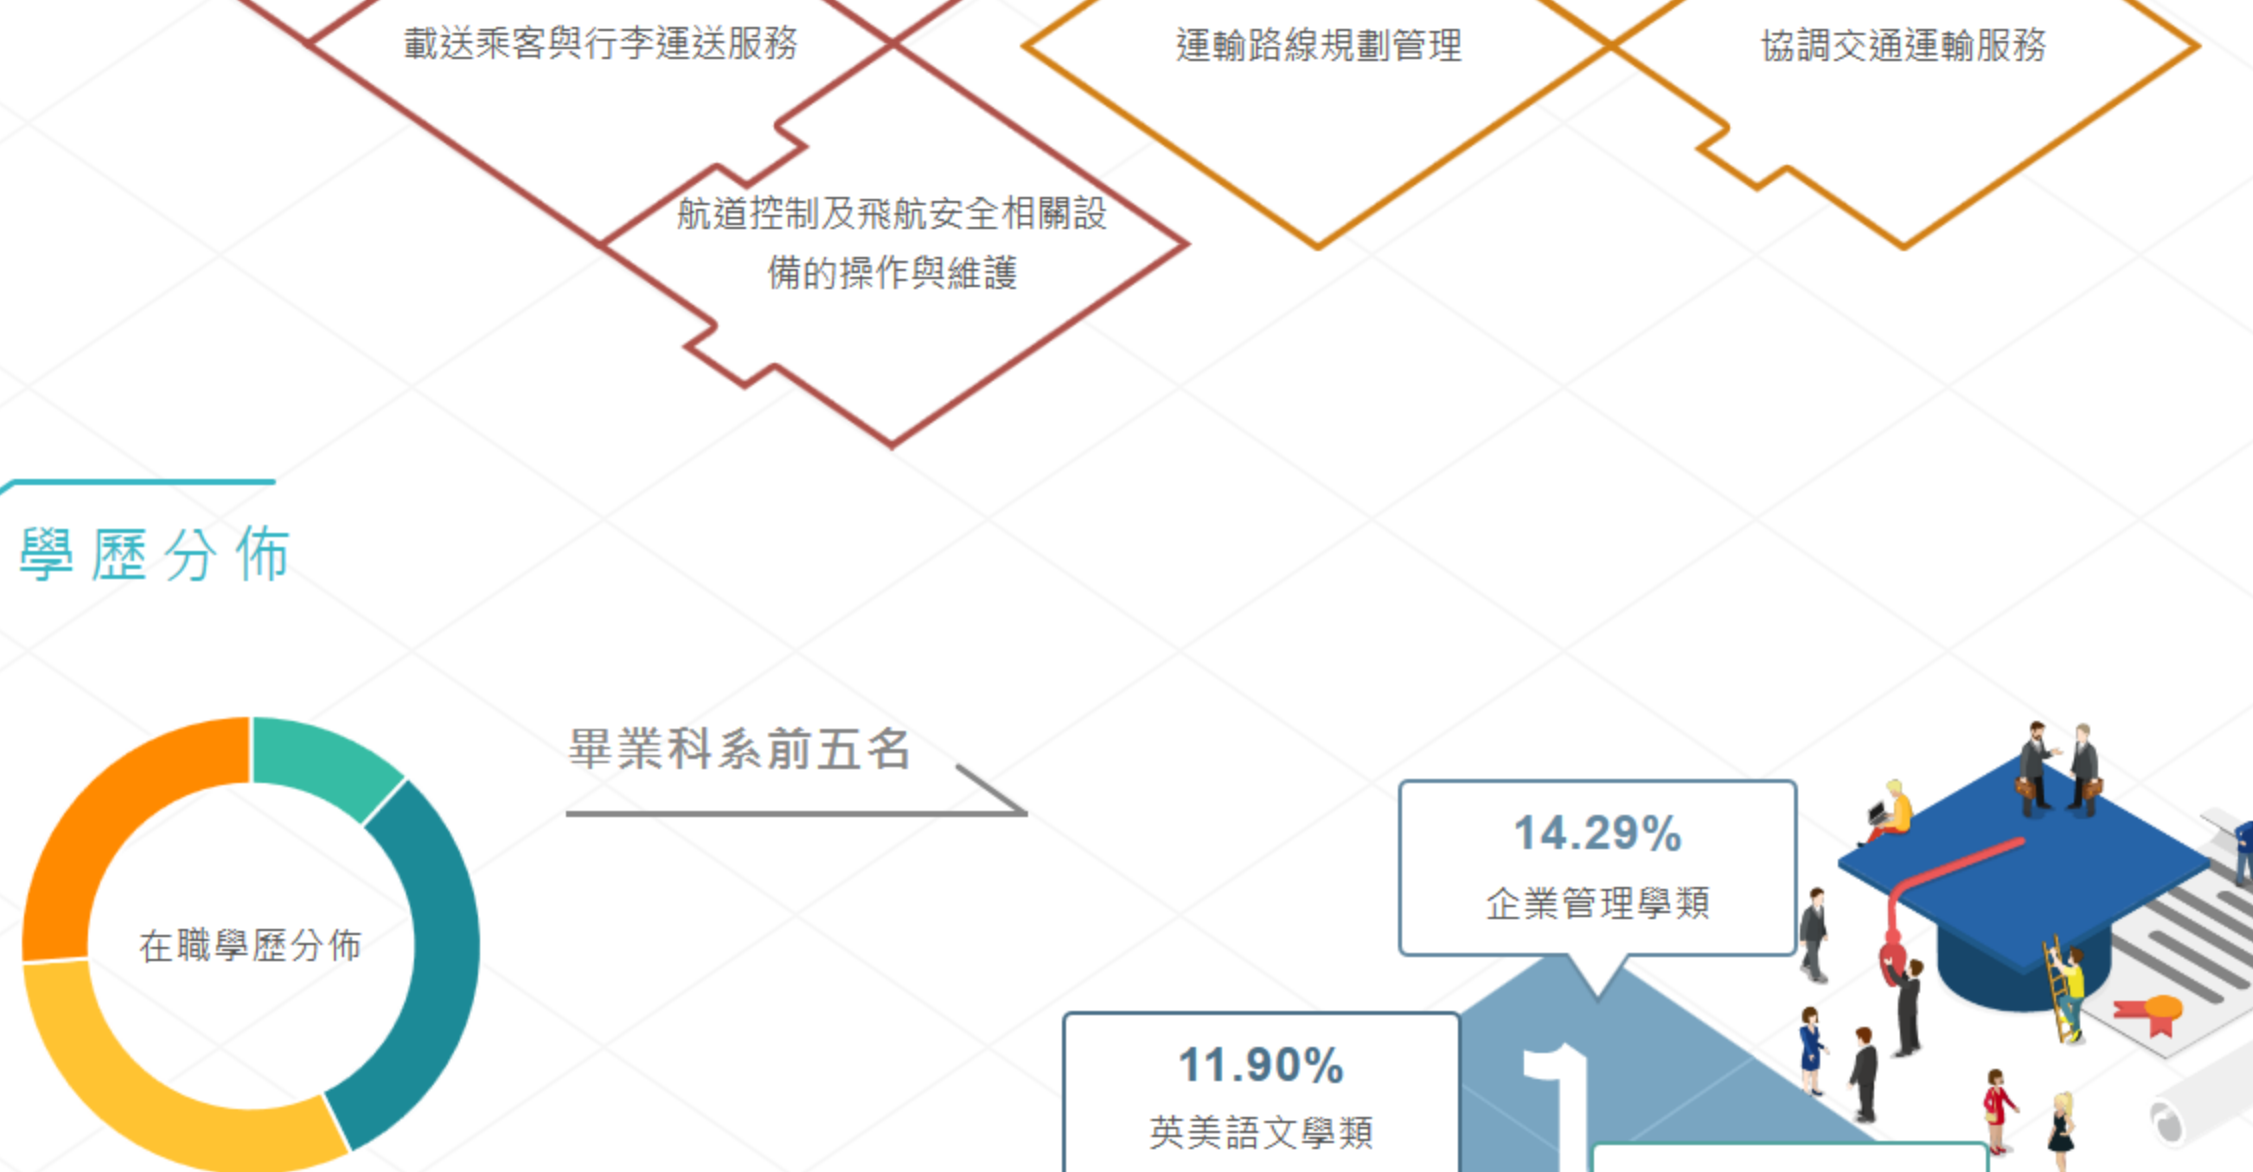 載送乘客與行李運送服務
運輸路線規劃管理
協調交通運輸服務
航道控制及飛航安全相關設
備的操作與維護
學歷分佈
畢業科系前五名
在職學歷分佈
14.29%
企業管理學類
11.90%
英美語文學類
1